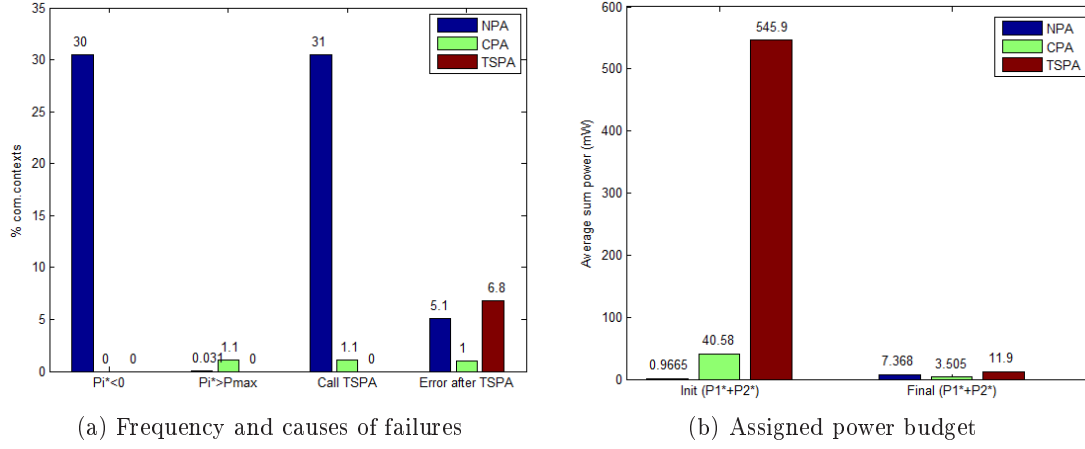 35
30
25
20
15
10
5
0
% com.contexts
NPA
CPA
TSPA
30
0
0
0.031
1.1
0
31
1.1
0
5.1
1
6.8
Pi*<0
Pi*>Pmax
Call TSPA
Error after TSPA
(a) Frequency and causes of failures
600
500
400
300
200
100
0
Average sum power (mW)
NPA
CPA
TSPA
0.9665
40.58
545.9
7.368
3.505
11.9
Init (P1*+P2*)
Final (P1*+P2*)
(b) Assigned power budget